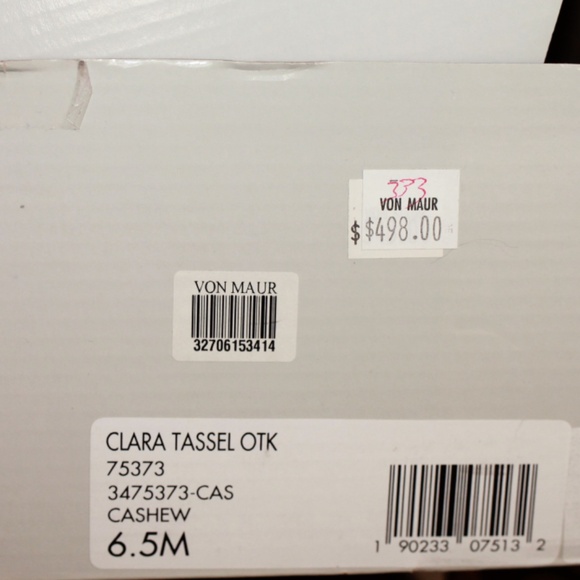 333
VON MAUR
$ $498.00
VON MAUR
32706153414
CLARA TASSEL OTK
75373
3475373-CAS
CASHEW
6.5M
1 90233 07513 2